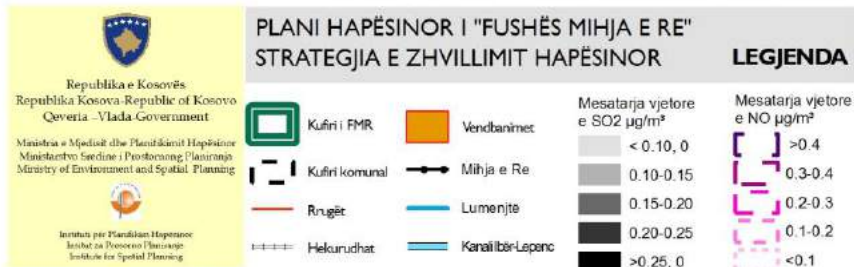 Republika e Kosovës
Republika Kosova-Republic of Kosovo
Qeveria –Vlada-Government
Ministria e Mjedisit dhe Planifikimit Hapësinor
Ministarstvo Sredine i Prostornog Planiranja
Ministry of Environment and Spatial Planning
Instituti për Planifikim Hapësinor
Institut za Prostorno Planiranje
Institute for Spatial Planning
PLANI HAPËSINOR I "FUSHËS MIHJA E RE"
STRATEGJIA E ZHVILLIMIT HAPËSINOR
LEGJENDA
Kufiri i FMR
Kufiri komunal
Rrugët
Hekurudhat
Vendbanimet
Mihja e Re
Lumenjtë
Kanali Ibër-Lepenc
Mesatarja vjetore
e SO2 µg/m³
< 0.10, 0
0.10-0.15
0.15-0.20
0.20-0.25
>0.25, 0
Mesatarja vjetore
e NO µg/m³
>0.4
0.3-0.4
0.2-0.3
0.1-0.2
<0.1